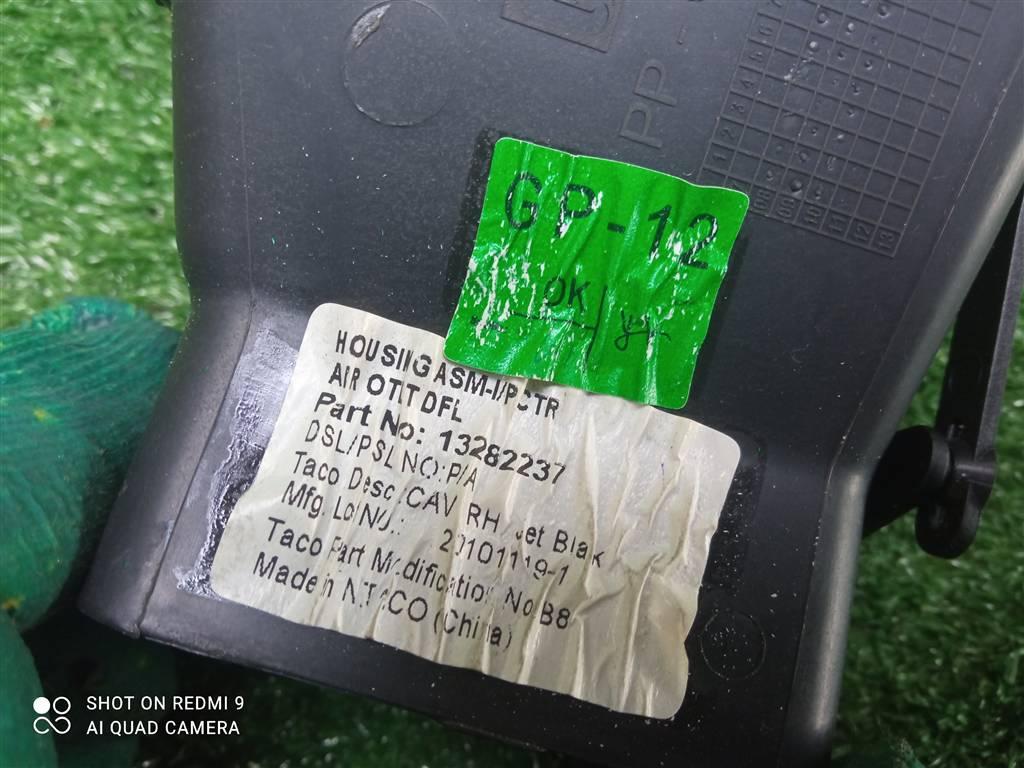 PP -
GP-12
OK
HOUSING ASM-I/P CTR
AIR OTLT DFL
Part No: 13282237
DSL/PSL NO: P/A
Taco Desc: CAV RH Jet Black
Mfg. Lot No.: 20101119-1
Taco Part Modification No B8
Made in NTACO (China)
SHOT ON REDMI 9
AI QUAD CAMERA